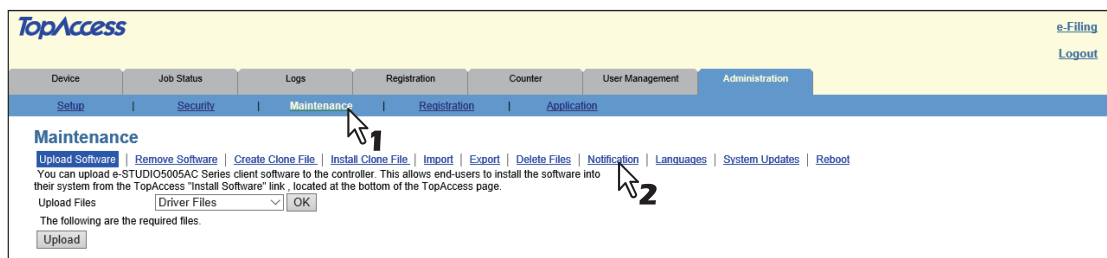 TopAccess
e-Filing
Logout
Device Job Status Logs Registration Counter User Management Administration
Setup | Security | Maintenance | Registration | Application
1
Maintenance
Upload Software | Remove Software | Create Clone File | Install Clone File | Import | Export | Delete Files | Notification | Languages | System Updates | Reboot
2
You can upload e-STUDIO5005AC Series client software to the controller. This allows end-users to install the software into
their system from the TopAccess "Install Software" link , located at the bottom of the TopAccess page.
Upload Files Driver Files OK
The following are the required files.
Upload